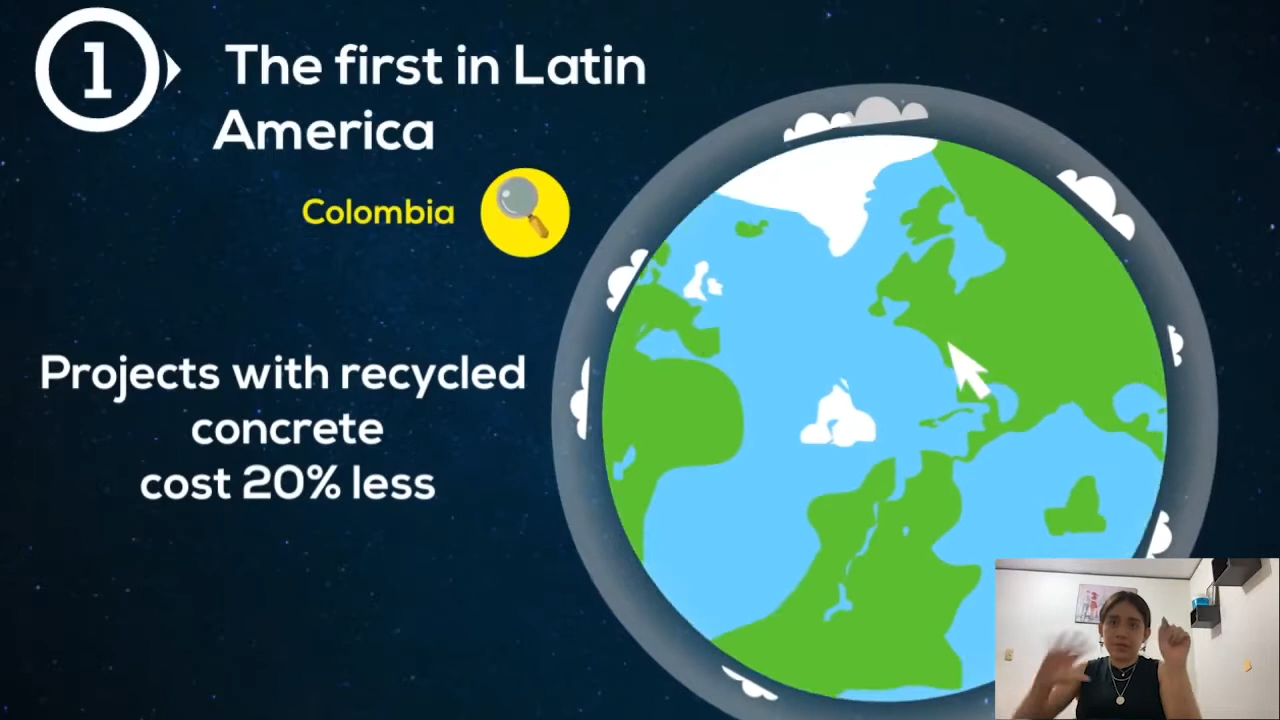 1
The first in Latin
America
Colombia
Projects with recycled
concrete
cost 20% less